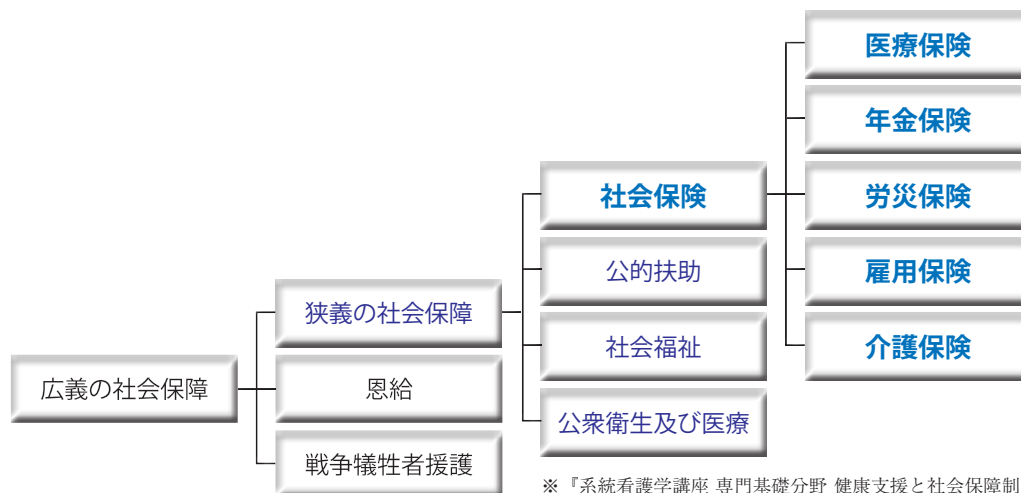 広義の社会保障
狭義の社会保障
恩給
戦争犠牲者援護
社会保険
公的扶助
社会福祉
公衆衛生及び医療
医療保険
年金保険
労災保険
雇用保険
介護保険
※『系統看護学講座 専門基礎分野 健康支援と社会保障制